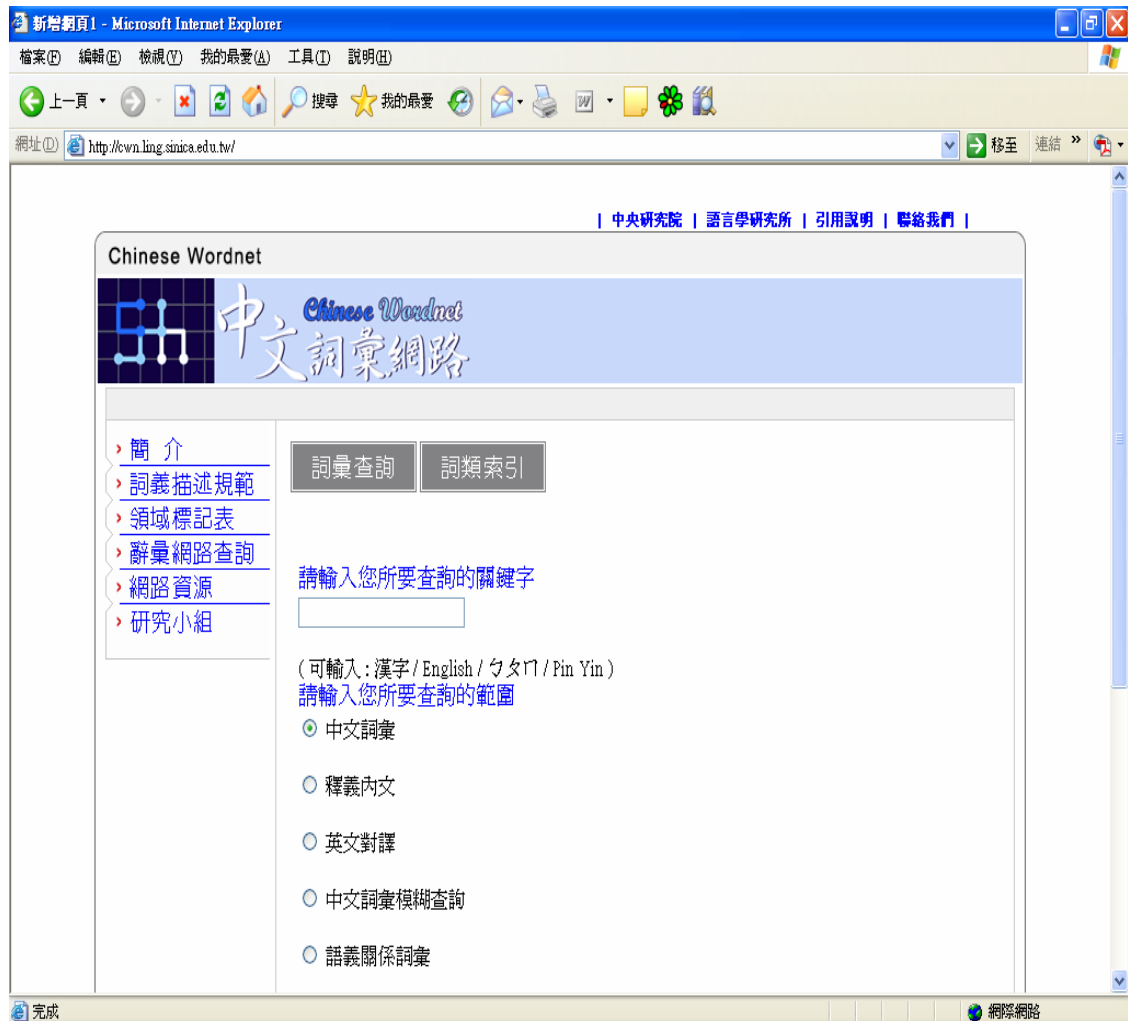 新增網頁1 - Microsoft Internet Explorer
檔案(F) 編輯(E) 檢視(V) 我的最愛(A) 工具(T) 說明(H)
上一頁 搜尋 我的最愛
網址(D) http://cwn.ling.sinica.edu.tw/ 移至 連結 »
| 中央研究院 | 語言學研究所 | 引用說明 | 聯絡我們 |
Chinese Wordnet
Chinese Wordnet
中文詞彙網路
簡 介
詞義描述規範
領域標記表
辭彙網路查詢
網路資源
研究小組
詞彙查詢 詞類索引
請輸入您所要查詢的關鍵字
( 可輸入 : 漢字 / English / ㄅㄆㄇ / Pin Yin )
請輸入您所要查詢的範圍
中文詞彙
釋義內文
英文對譯
中文詞彙模糊查詢
語義關係詞彙
完成 網際網路